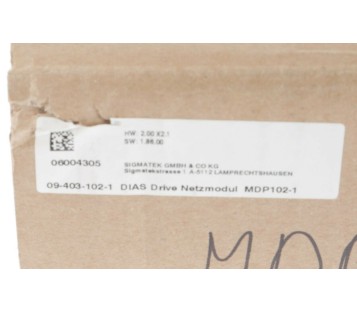 HW: 2.00 X2.1
SW: 1.86.00
06004305
SIGMATEK GMBH & CO KG
Sigmatekstrasse 1 A-5112 LAMPRECHTSHAUSEN
09-403-102-1 DIAS Drive Netzmodul MDP102-1